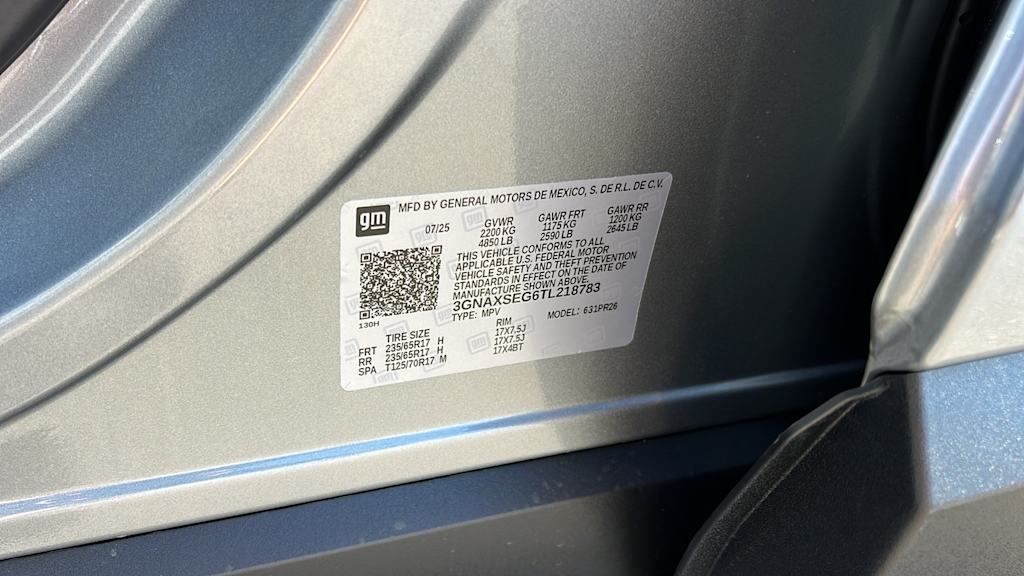 gm
MFD BY GENERAL MOTORS DE MEXICO, S. DE R.L. DE C.V.
07/25 GVWR GAWR FRT GAWR RR
2200 KG 1175 KG 1200 KG
4850 LB 2590 LB 2645 LB
THIS VEHICLE CONFORMS TO ALL
APPLICABLE U.S. FEDERAL MOTOR
VEHICLE SAFETY AND THEFT PREVENTION
STANDARDS IN EFFECT ON THE DATE OF
MANUFACTURE SHOWN ABOVE.
3GNAXSEG6TL218783
TYPE: MPV MODEL: 631PR26
130H
TIRE SIZE RIM
FRT 235/65R17 H 17X7.5J
RR 235/65R17 H 17X7.5J
SPA T125/70R17 M 17X4BT